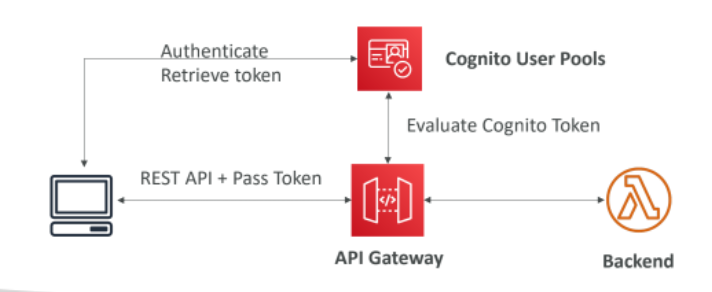 Authenticate
Retrieve token
Cognito User Pools
Evaluate Cognito Token
REST API + Pass Token
</>
API Gateway
Backend